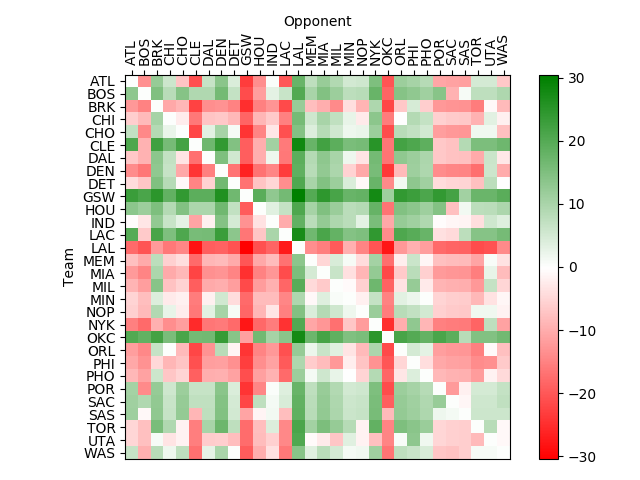 Opponent
ATL BOS BRK CHI CHO CLE DAL DEN DET GSW HOU IND LAC LAL MEM MIA MIL MIN NOP NYK OKC ORL PHI PHO POR SAC SAS TOR UTA WAS
Team
ATL
BOS
BRK
CHI
CHO
CLE
DAL
DEN
DET
GSW
HOU
IND
LAC
LAL
MEM
MIA
MIL
MIN
NOP
NYK
OKC
ORL
PHI
PHO
POR
SAC
SAS
TOR
UTA
WAS
30
20
10
0
−10
−20
−30